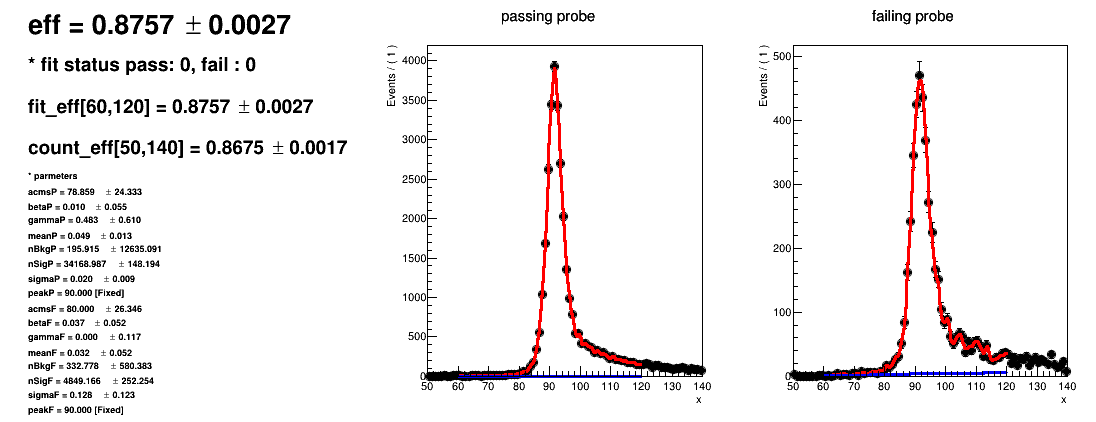 eff = 0.8757 ± 0.0027
* fit status pass: 0, fail : 0
fit_eff[60,120] = 0.8757 ± 0.0027
count_eff[50,140] = 0.8675 ± 0.0017
* parmeters
acmsP = 78.859 ± 24.333
betaP = 0.010 ± 0.055
gammaP = 0.483 ± 0.610
meanP = 0.049 ± 0.013
nBkgP = 195.915 ± 12635.091
nSigP = 34168.987 ± 148.194
sigmaP = 0.020 ± 0.009
peakP = 90.000 [Fixed]
acmsF = 80.000 ± 26.346
betaF = 0.037 ± 0.052
gammaF = 0.000 ± 0.117
meanF = 0.032 ± 0.052
nBkgF = 332.778 ± 580.383
nSigF = 4849.166 ± 252.254
sigmaF = 0.128 ± 0.123
peakF = 90.000 [Fixed]
passing probe
Events / ( 1 )
4000
3500
3000
2500
2000
1500
1000
500
0
50 60 70 80 90 100 110 120 130 140
x
failing probe
Events / ( 1 )
500
400
300
200
100
0
50 60 70 80 90 100 110 120 130 140
x